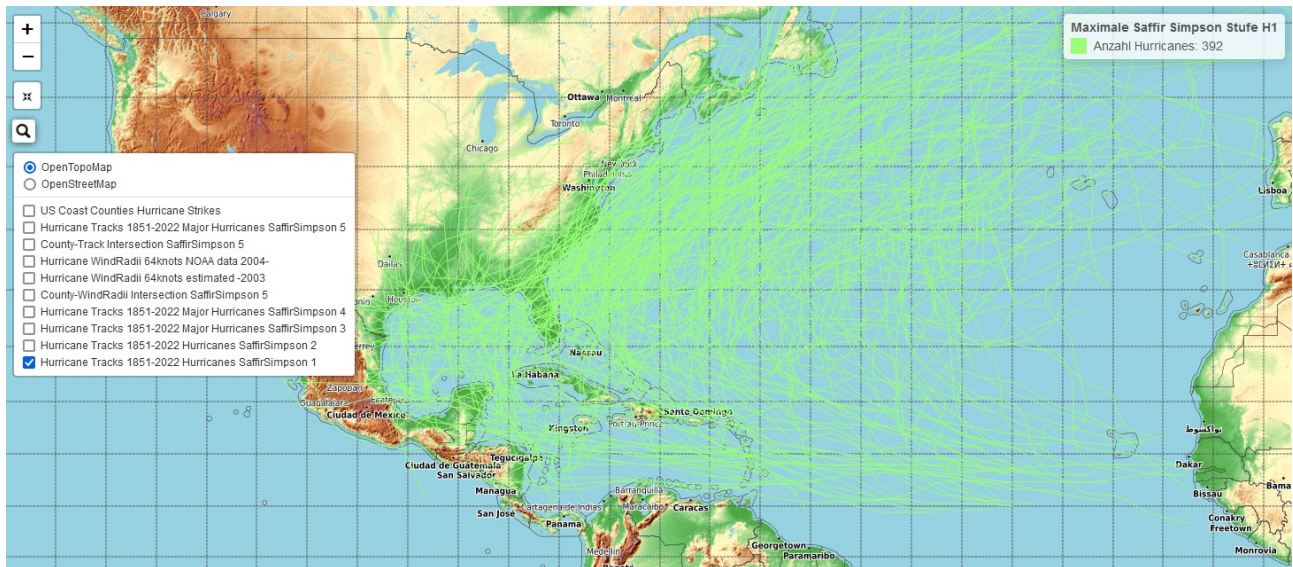 Calgary
+
−
Maximale Saffir Simpson Stufe H1
Anzahl Hurricanes: 392
Ottawa
Montreal
Toronto
Chicago
New York
Philadelphia
Washington
OpenTopoMap
OpenStreetMap
US Coast Counties Hurricane Strikes
Hurricane Tracks 1851-2022 Major Hurricanes SaffirSimpson 5
County-Track Intersection SaffirSimpson 5
Hurricane WindRadii 64knots NOAA data 2004-
Hurricane WindRadii 64knots estimated -2003
County-WindRadii Intersection SaffirSimpson 5
Hurricane Tracks 1851-2022 Major Hurricanes SaffirSimpson 4
Hurricane Tracks 1851-2022 Major Hurricanes SaffirSimpson 3
Hurricane Tracks 1851-2022 Hurricanes SaffirSimpson 2
Hurricane Tracks 1851-2022 Hurricanes SaffirSimpson 1
Lisboa
Casablanca
Dallas
Houston
Nassau
La Habana
Zapopan
Guadalajara
Ecatepec
Ciudad de México
Kingston
Port-au-Prince
Santo Domingo
نواكشوط
Dakar
Bissau
Bama
Tegucigalpa
Ciudad de Guatemala
San Salvador
Managua
San José
Panamá
Cartagena de Indias
Barranquilla
Maracaibo
Caracas
Medellín
Georgetown
Paramaribo
Conakry
Freetown
Monrovia